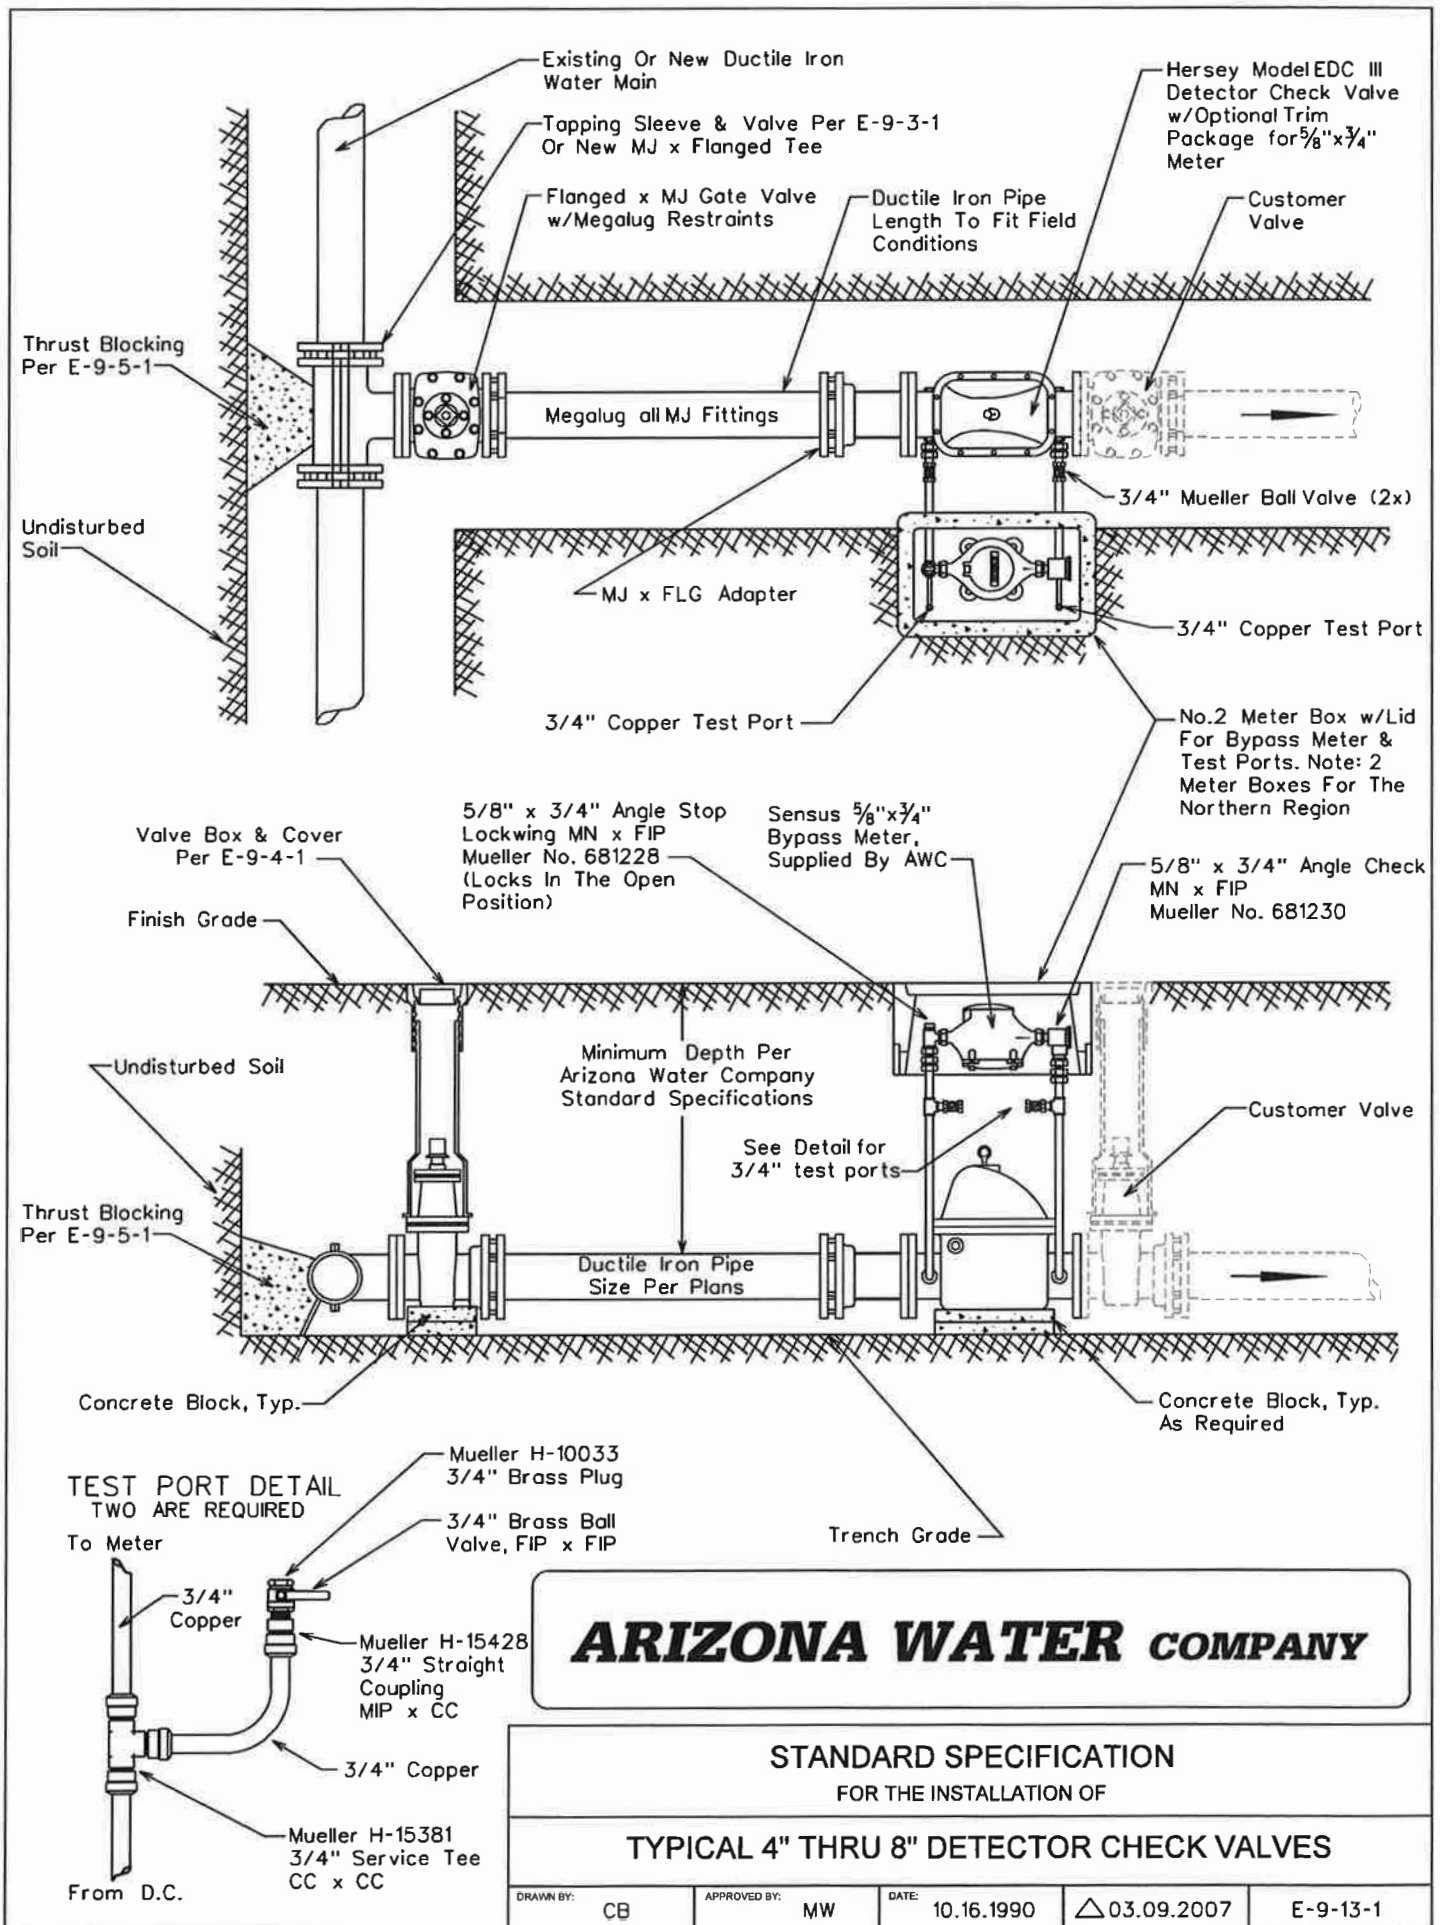 Existing Or New Ductile Iron
Water Main
Tapping Sleeve & Valve Per E-9-3-1
Or New MJ x Flanged Tee
Flanged x MJ Gate Valve
w/Megalug Restraints
Ductile Iron Pipe
Length To Fit Field
Conditions
Hersey Model EDC III
Detector Check Valve
w/Optional Trim
Package for 5/8"x3/4"
Meter
Customer
Valve
Thrust Blocking
Per E-9-5-1
Megalug all MJ Fittings
3/4" Mueller Ball Valve (2x)
Undisturbed
Soil
MJ x FLG Adapter
3/4" Copper Test Port
3/4" Copper Test Port
No.2 Meter Box w/Lid
For Bypass Meter &
Test Ports. Note: 2
Meter Boxes For The
Northern Region
Valve Box & Cover
Per E-9-4-1
5/8" x 3/4" Angle Stop
Lockwing MN x FIP
Mueller No. 681228
(Locks In The Open
Position)
Sensus 5/8"x3/4"
Bypass Meter,
Supplied By AWC
5/8" x 3/4" Angle Check
MN x FIP
Mueller No. 681230
Finish Grade
Undisturbed Soil
Minimum Depth Per
Arizona Water Company
Standard Specifications
See Detail for
3/4" test ports
Customer Valve
Thrust Blocking
Per E-9-5-1
Ductile Iron Pipe
Size Per Plans
Concrete Block, Typ.
Concrete Block, Typ.
As Required
Trench Grade
TEST PORT DETAIL
TWO ARE REQUIRED
To Meter
3/4"
Copper
Mueller H-10033
3/4" Brass Plug
3/4" Brass Ball
Valve, FIP x FIP
Mueller H-15428
3/4" Straight
Coupling
MIP x CC
3/4" Copper
Mueller H-15381
3/4" Service Tee
CC x CC
From D.C.
ARIZONA WATER COMPANY
STANDARD SPECIFICATION
FOR THE INSTALLATION OF
TYPICAL 4" THRU 8" DETECTOR CHECK VALVES
DRAWN BY: CB
APPROVED BY: MW
DATE: 10.16.1990
△ 03.09.2007
E-9-13-1